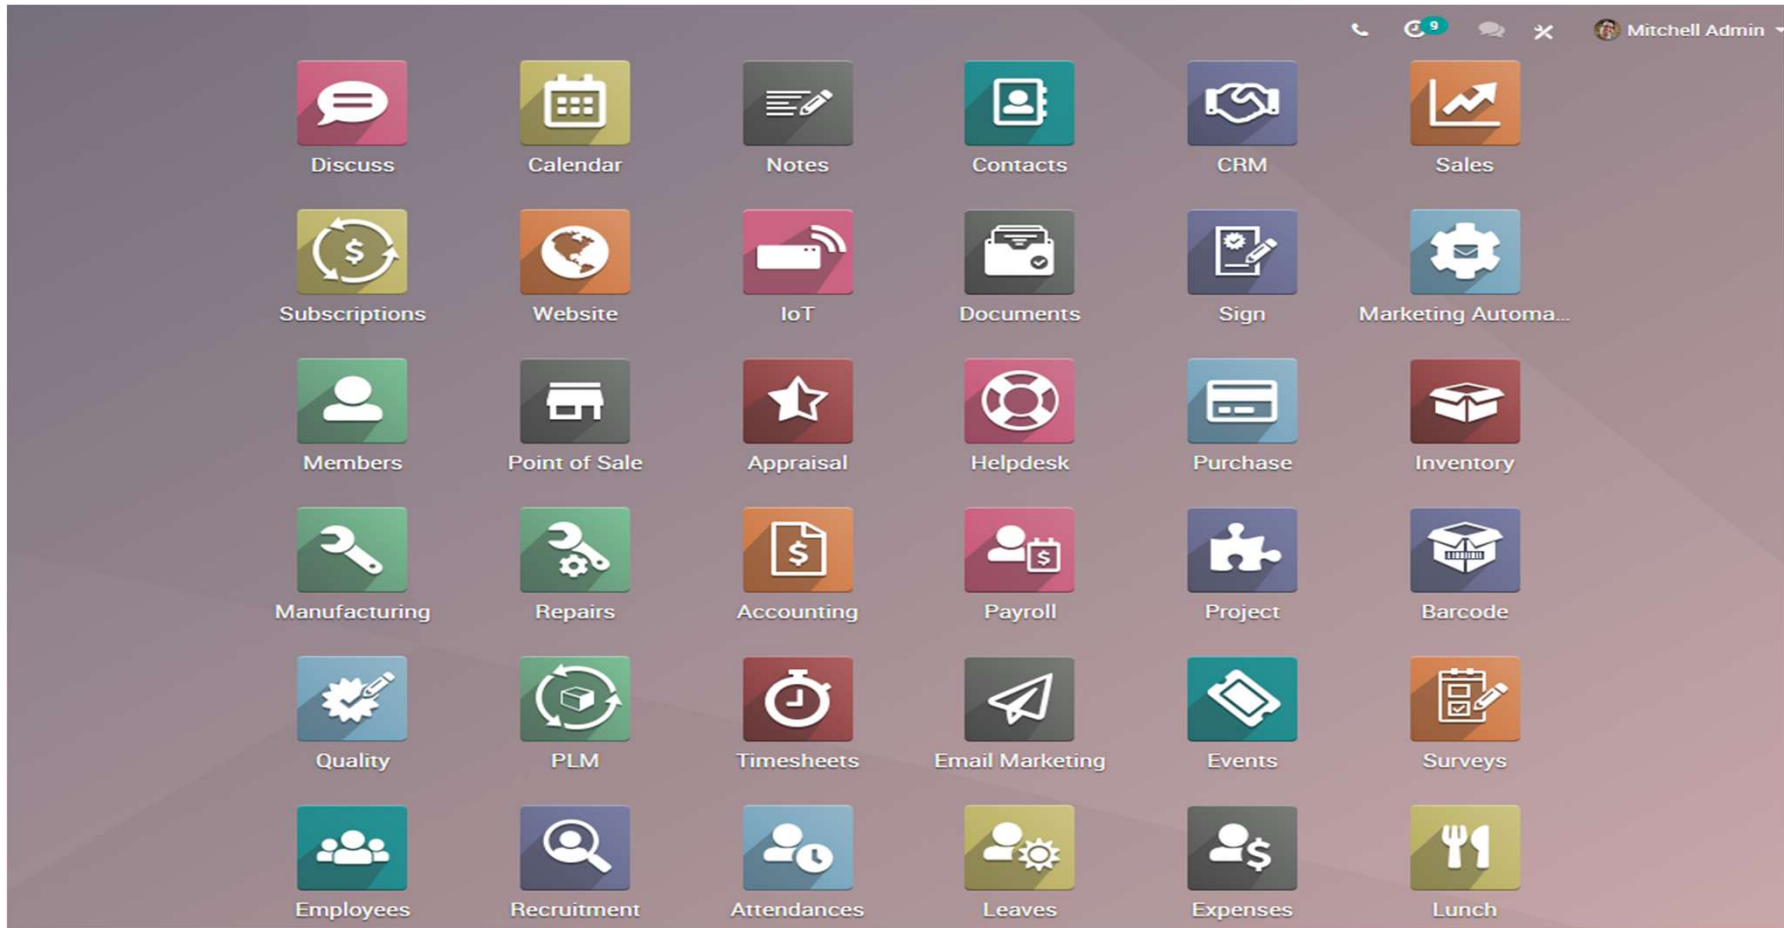 9 Mitchell Admin
Discuss Calendar Notes Contacts CRM Sales
Subscriptions Website IoT Documents Sign Marketing Automa...
Members Point of Sale Appraisal Helpdesk Purchase Inventory
Manufacturing Repairs Accounting Payroll Project Barcode
Quality PLM Timesheets Email Marketing Events Surveys
Employees Recruitment Attendances Leaves Expenses Lunch